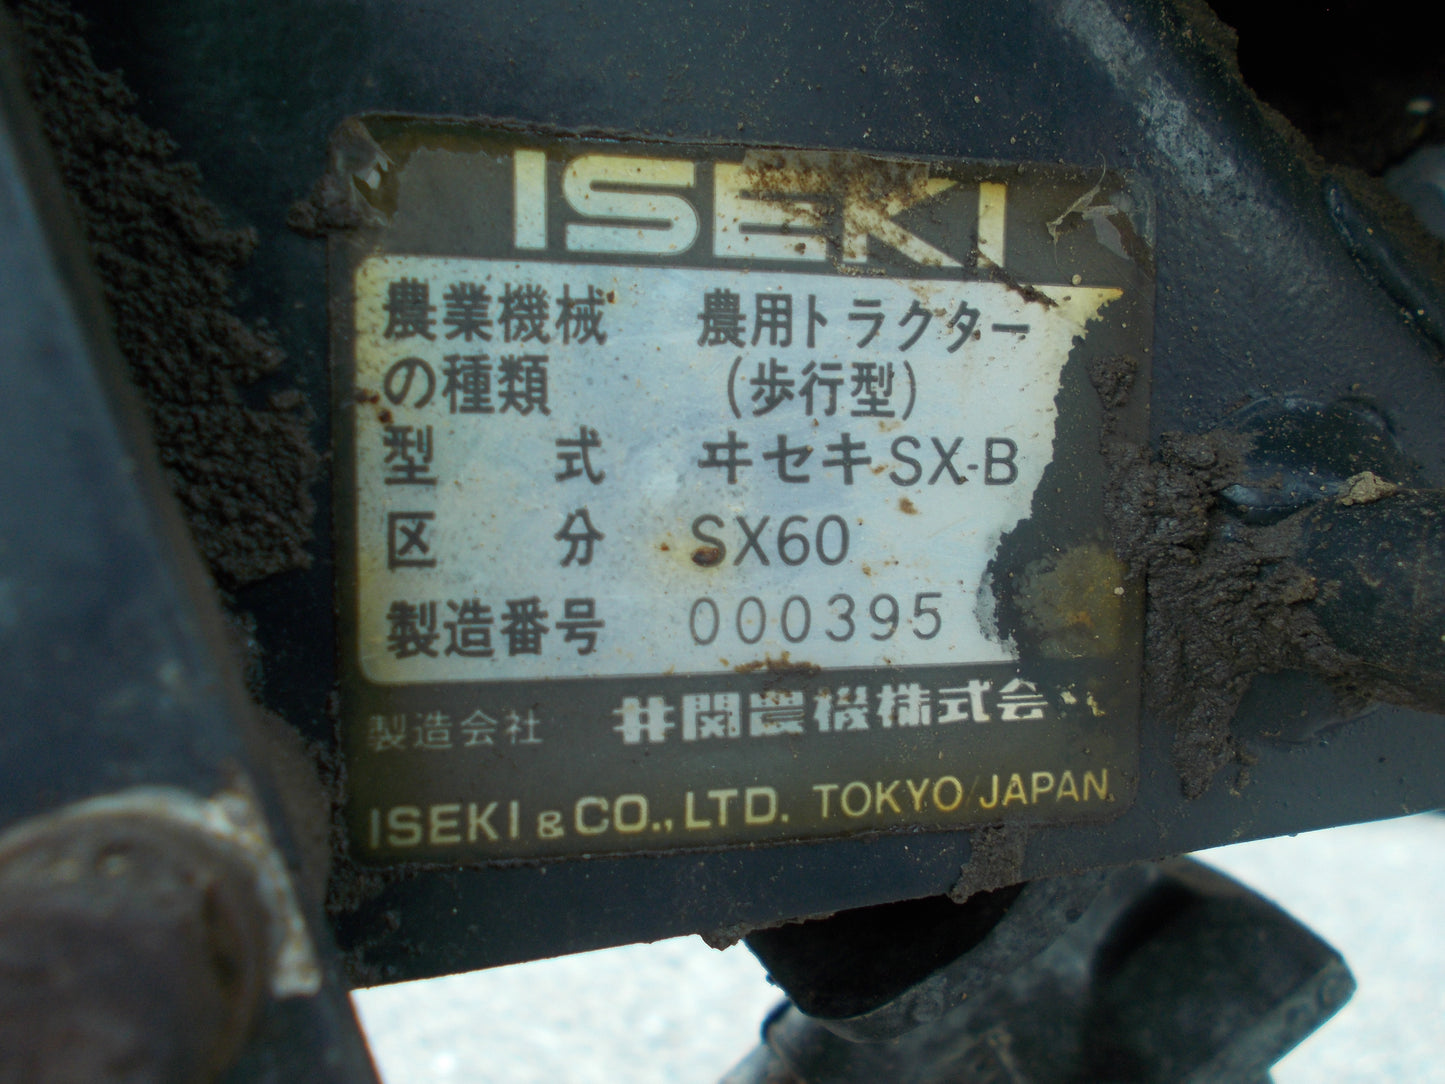 ISEKI
農業機械 農用トラクター
の種類 (歩行型)
型式 ヰセキSX-B
区分 SX60
製造番号 000395
製造会社 井関農機株式会
ISEKI & CO., LTD. TOKYO JAPAN